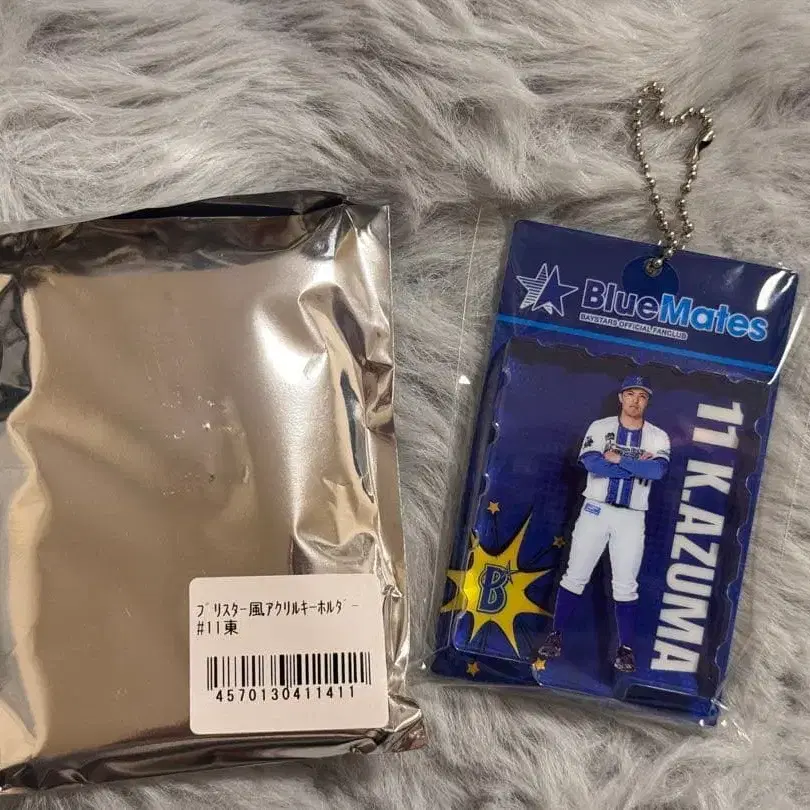 ブリスター風アクリルキーホルダー
#11東
4570130411411
BlueMates
BAYSTARS OFFICIAL FANCLUB
11 K.AZUMA
B